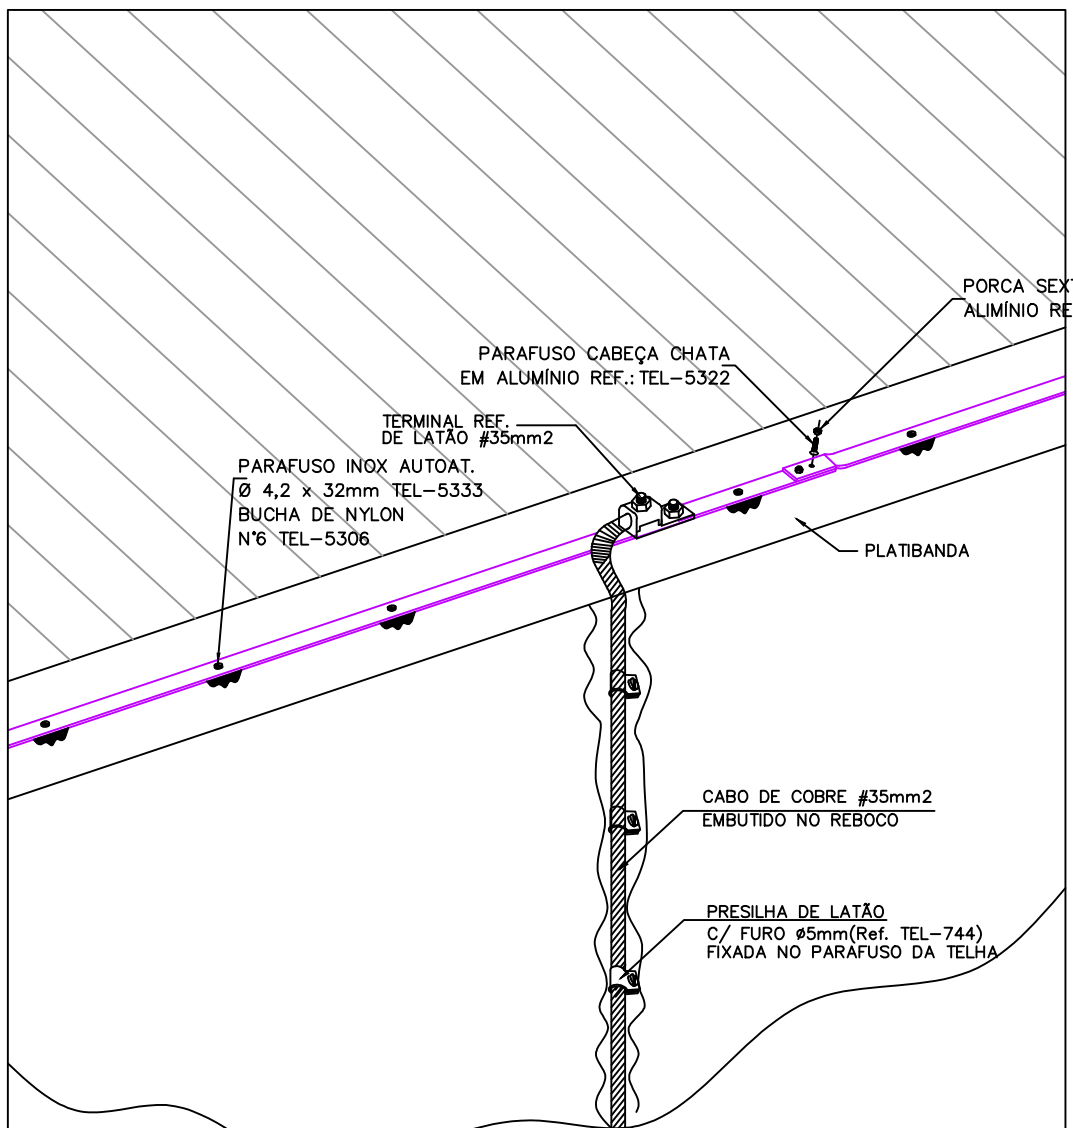 PORCA
ALIMÍNIO
PARAFUSO CABEÇA CHATA
EM ALUMÍNIO REF.: TEL-5322
TERMINAL REF.
DE LATÃO #35mm2
PARAFUSO INOX AUTOAT.
Ø 4,2 x 32mm TEL-5333
BUCHA DE NYLON
N°6 TEL-5306
PLATIBANDA
CABO DE COBRE #35mm2
EMBUTIDO NO REBOCO
PRESILHA DE LATÃO
C/ FURO ø5mm(Ref. TEL-744)
FIXADA NO PARAFUSO DA TELHA